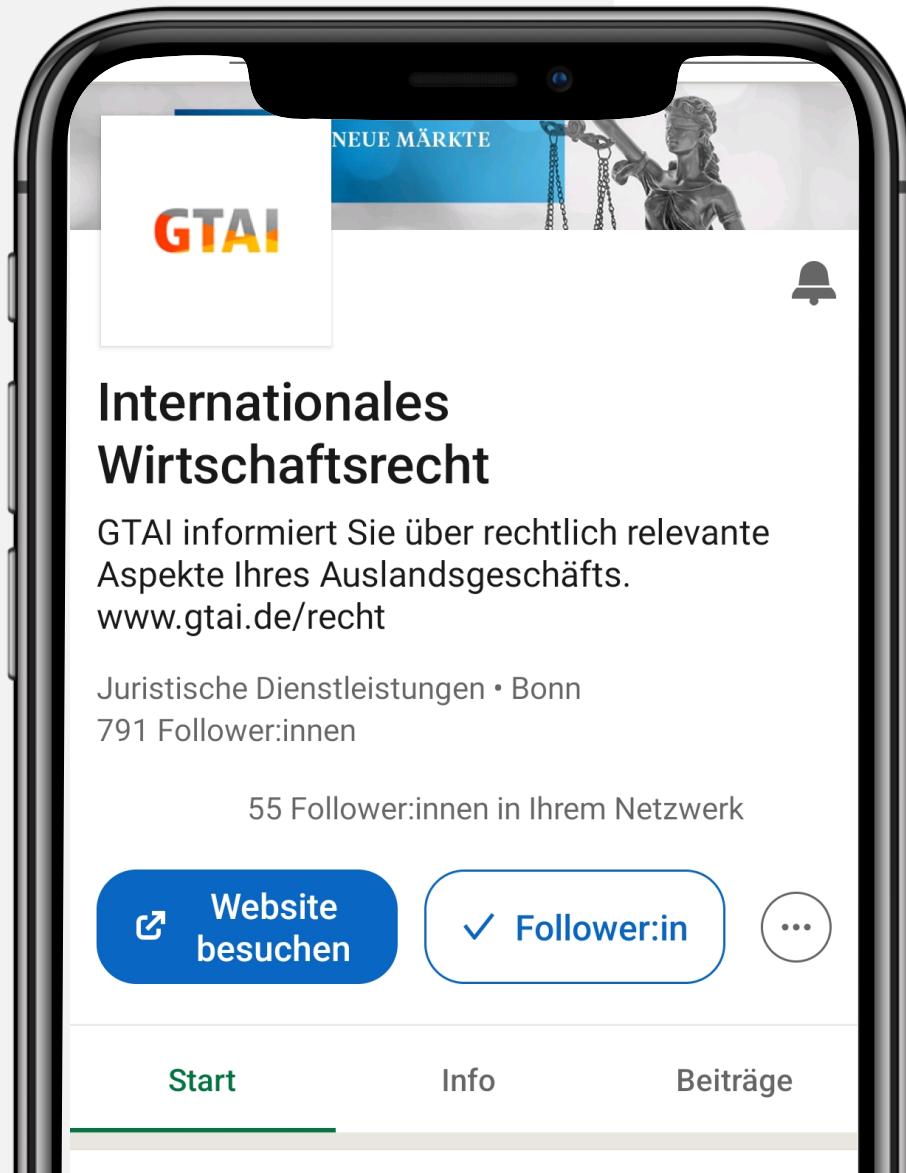 NEUE MÄRKTE
GTAI
Internationales
Wirtschaftsrecht
GTAI informiert Sie über rechtlich relevante
Aspekte Ihres Auslandsgeschäfts.
www.gtai.de/recht
Juristische Dienstleistungen • Bonn
791 Follower:innen
55 Follower:innen in Ihrem Netzwerk
Website
besuchen
Follower:in
Start
Info
Beiträge